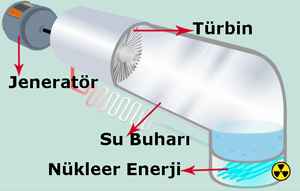 Türbin
Jeneratör
Su Buharı
Nükleer Enerji